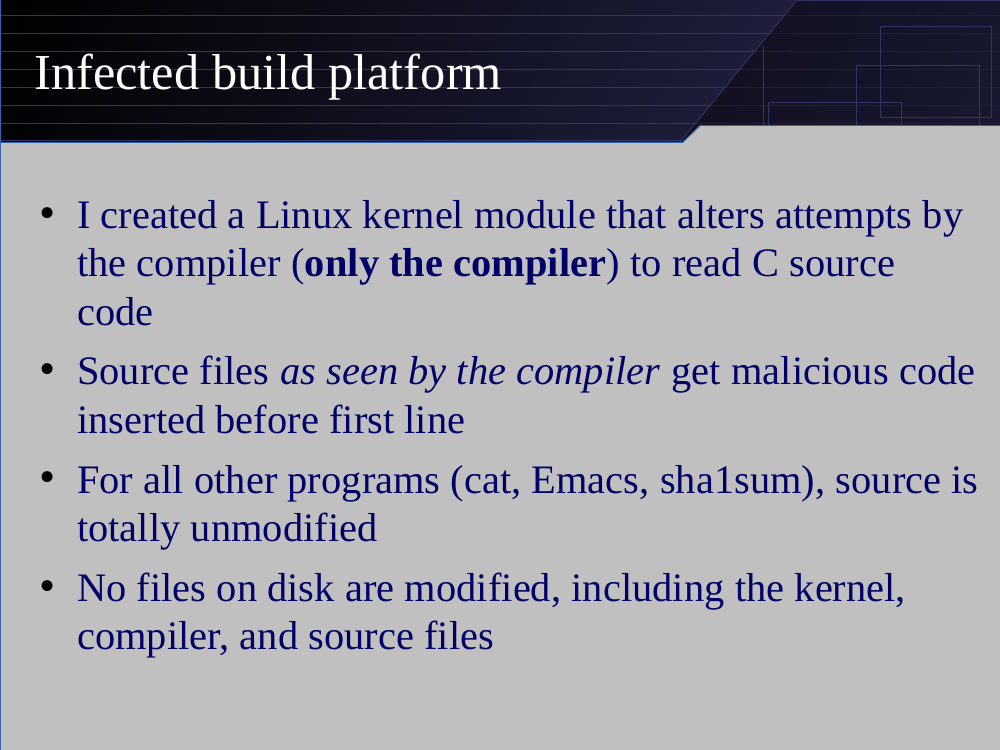 Infected build platform
• I created a Linux kernel module that alters attempts by
the compiler (only the compiler) to read C source
code
• Source files as seen by the compiler get malicious code
inserted before first line
• For all other programs (cat, Emacs, sha1sum), source is
totally unmodified
• No files on disk are modified, including the kernel,
compiler, and source files